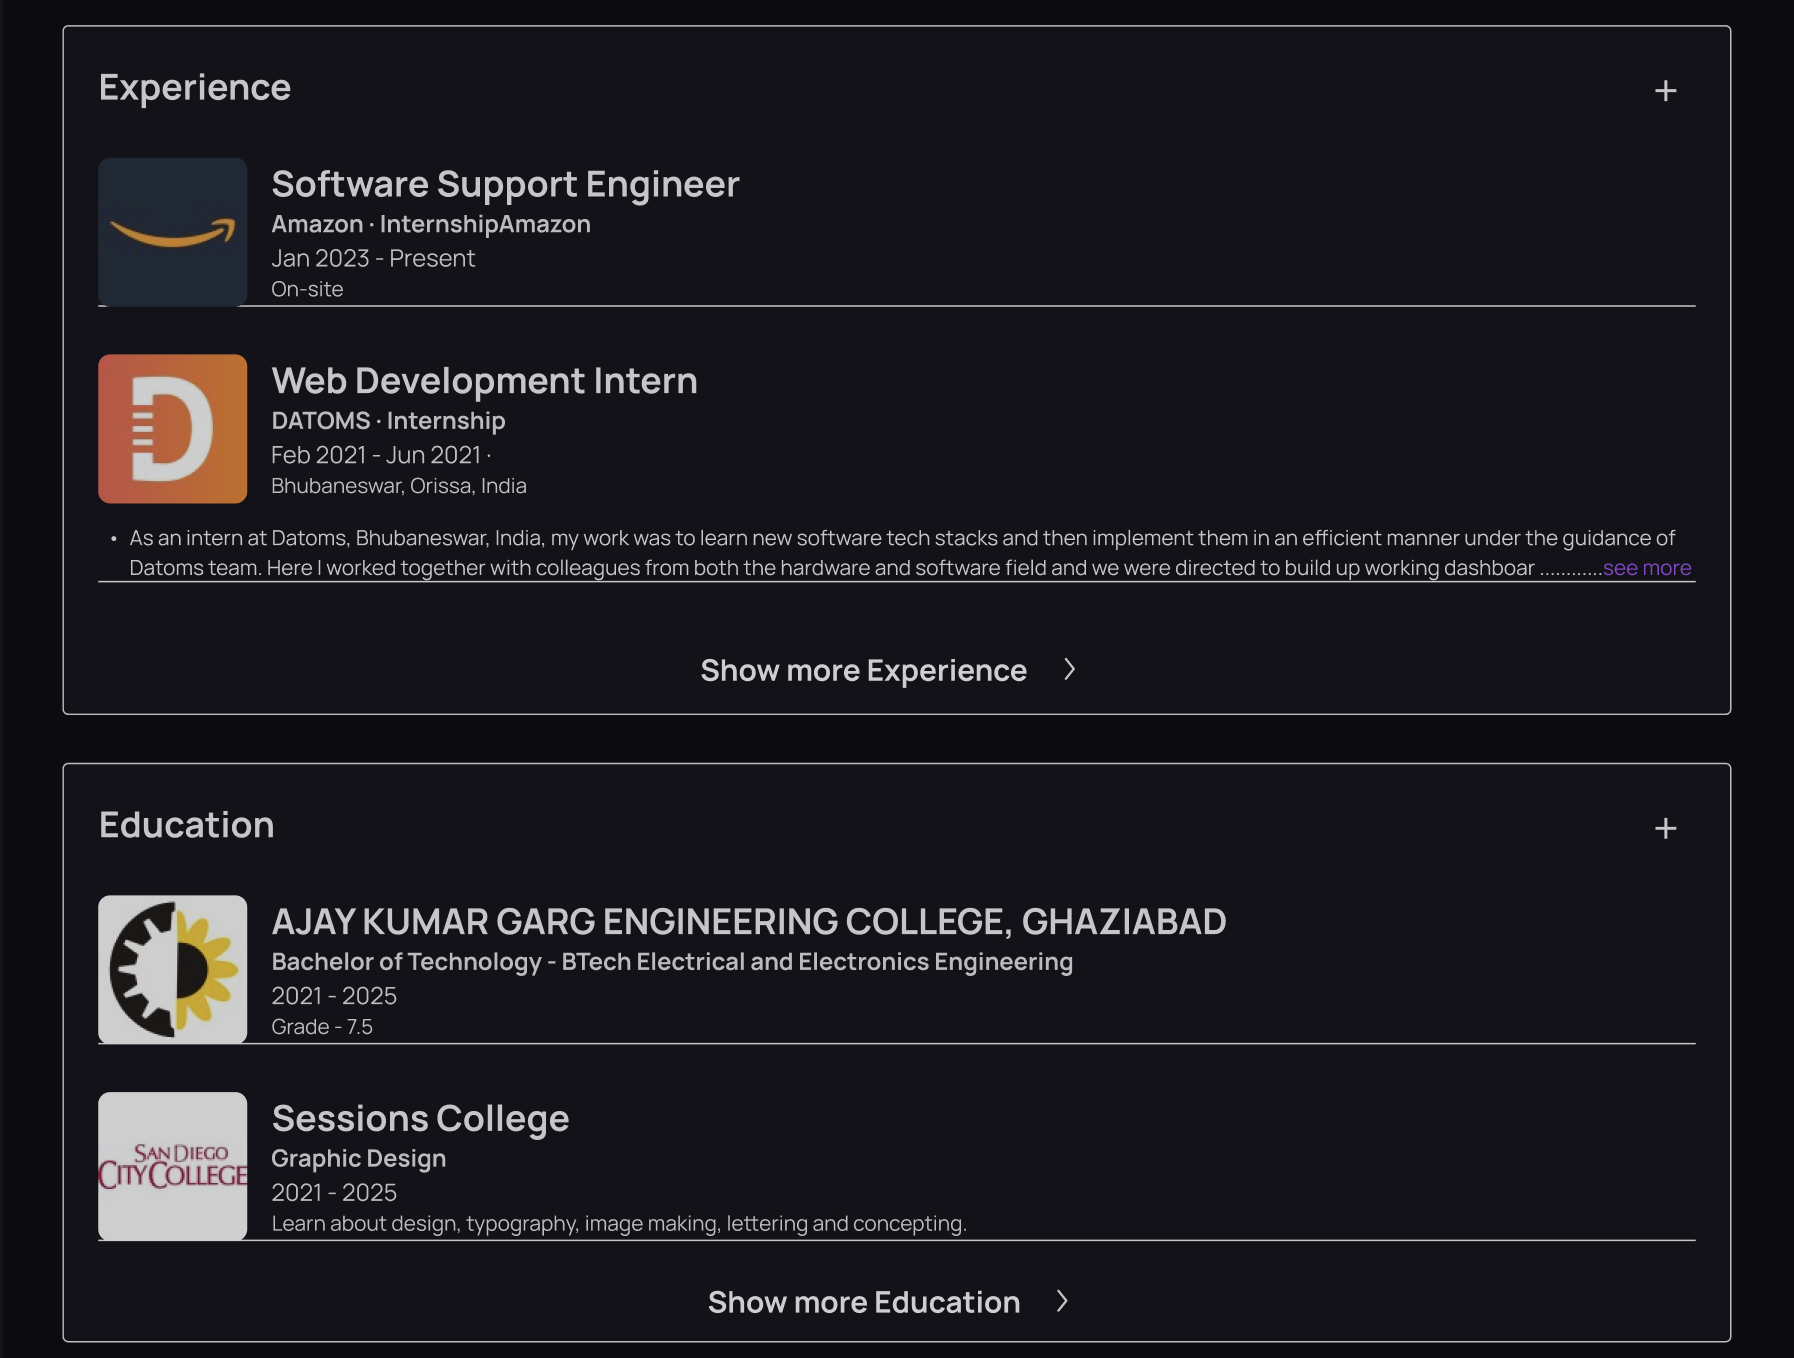 Experience
+
Software Support Engineer
Amazon · InternshipAmazon
Jan 2023 - Present
On-site
D
Web Development Intern
DATOMS · Internship
Feb 2021 - Jun 2021 ·
Bhubaneswar, Orissa, India
• As an intern at Datoms, Bhubaneswar, India, my work was to learn new software tech stacks and then implement them in an efficient manner under the guidance of
Datoms team. Here I worked together with colleagues from both the hardware and software field and we were directed to build up working dashboar ............see more
Show more Experience >
Education
+
AJAY KUMAR GARG ENGINEERING COLLEGE, GHAZIABAD
Bachelor of Technology - BTech Electrical and Electronics Engineering
2021 - 2025
Grade - 7.5
SAN DIEGO
CITY COLLEGE
Sessions College
Graphic Design
2021 - 2025
Learn about design, typography, image making, lettering and concepting.
Show more Education >